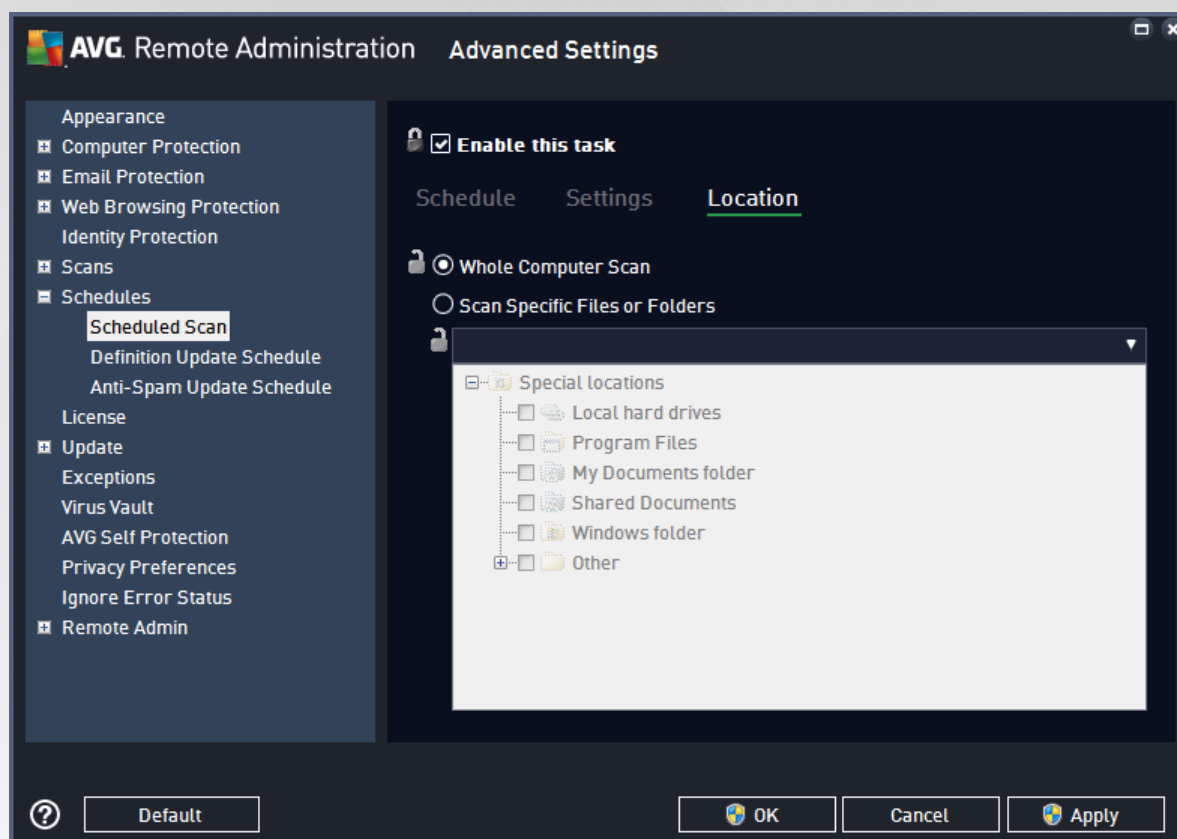 AVG. Remote Administration Advanced Settings
Appearance
Computer Protection
Email Protection
Web Browsing Protection
Identity Protection
Scans
Schedules
Scheduled Scan
Definition Update Schedule
Anti-Spam Update Schedule
License
Update
Exceptions
Virus Vault
AVG Self Protection
Privacy Preferences
Ignore Error Status
Remote Admin
Enable this task
Schedule Settings Location
Whole Computer Scan
Scan Specific Files or Folders
Special locations
Local hard drives
Program Files
My Documents folder
Shared Documents
Windows folder
Other
? Default OK Cancel Apply